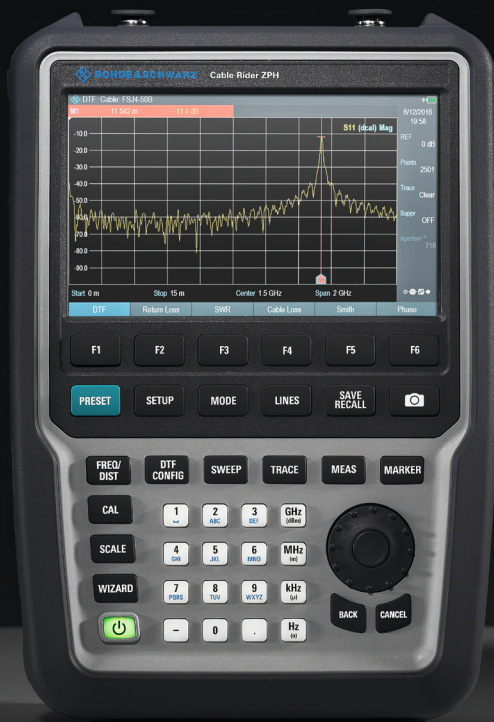 ROHDE & SCHWARZ Cable Rider ZPH
DTF Cable: FSJ4-50B
M1 11.542 m -11.4 dB
6/12/2016
19:58
S11 (dcal) Mag
REF
0 dB
Points
2501
Trace
Clear
Suppr
OFF
Aperture
-10.0
-20.0
-30.0
-40.0
-50.0
-60.0
-70.0
-80.0
-90.0
Start 0 m Stop 15 m Center 1.5 GHz Span 2 GHz
DTF Return Loss SWR Cable Loss Smith Phase
F1 F2 F3 F4 F5 F6
PRESET SETUP MODE LINES SAVE RECALL
FREQ/DIST DTF CONFIG SWEEP TRACE MEAS MARKER
CAL
SCALE
WIZARD
1 2 ABC 3 DEF GHz (dBm)
4 GHI 5 JKL 6 MNO MHz (m)
7 PQRS 8 TUV 9 WXYZ kHz (µ)
– 0 . Hz (n)
BACK CANCEL